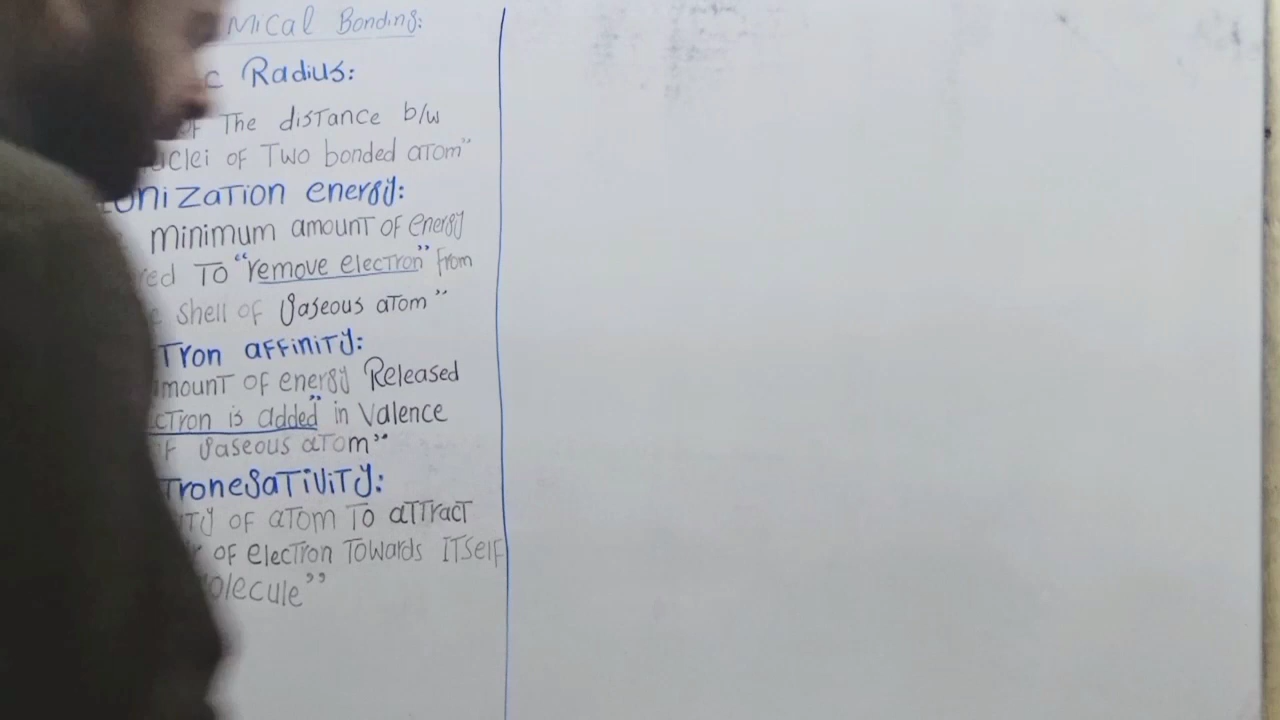 Mical Bonding:
c Radius:
of The disTance b/w
uclei of Two bonded aTom"
onizaTion energy:
minimum amounT of energy
red To "remove elecTron" from
shell of gaseous aTom"
Tron affiniTy:
mounT of energy Released
cTron is added" in Valence
f gaseous aTom"
TronegaTiviTy:
iTy of aTom To aTTracT
of elecTron Towards ITself
olecule"